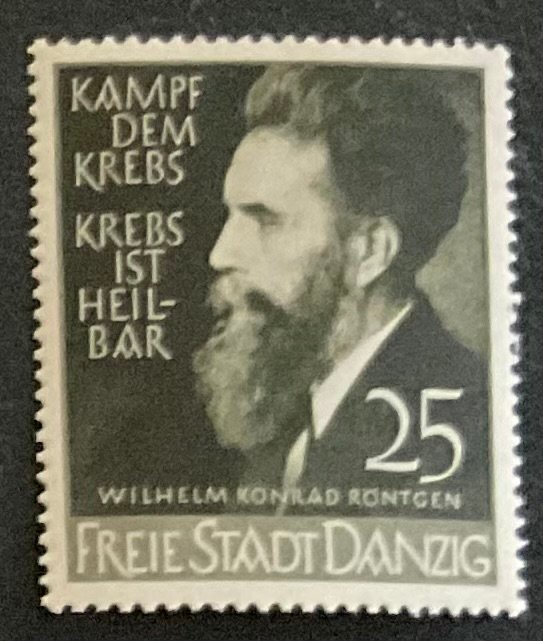 KAMPF
DEM
KREBS
KREBS
IST
HEIL-
BAR
25
WILHELM KONRAD RÖNTGEN
FREIE STADT DANZIG